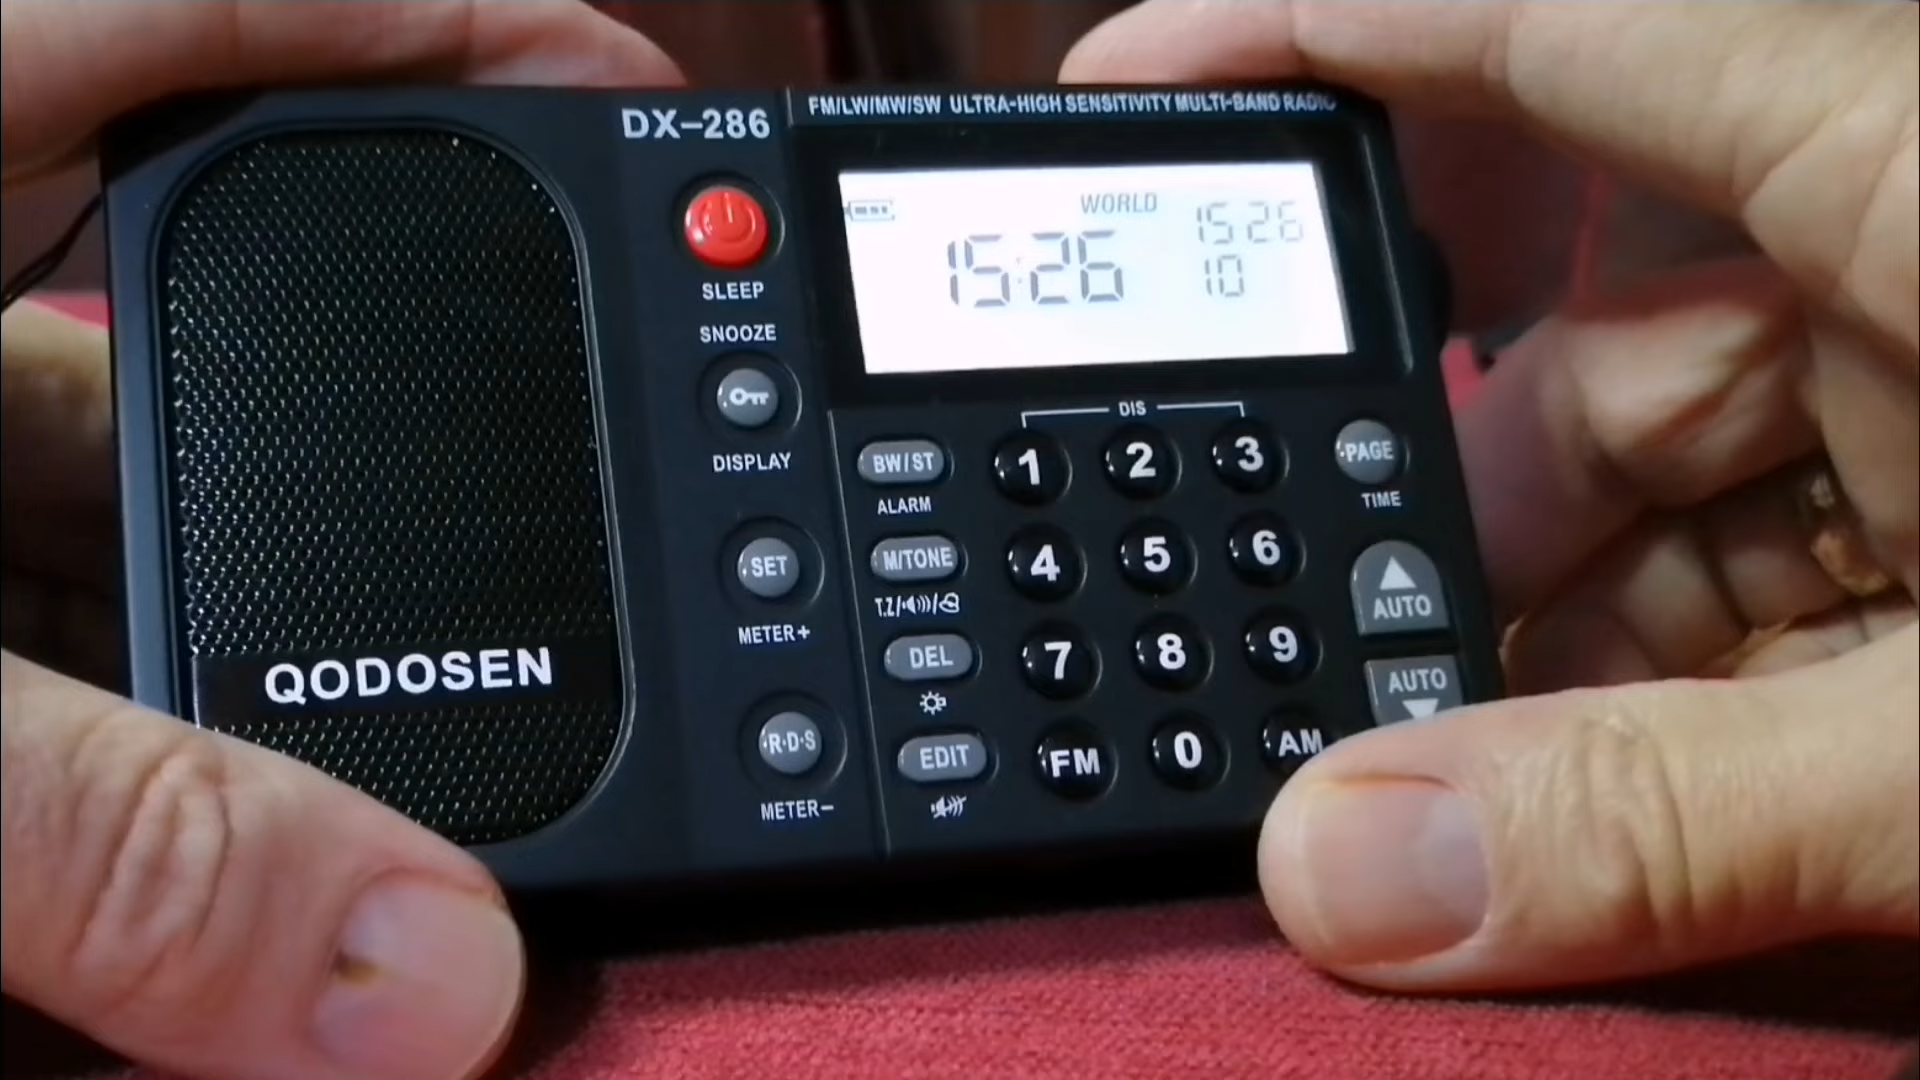 DX-286
FM/LW/MW/SW ULTRA-HIGH SENSITIVITY MULTI-BAND RADIO
WORLD
15:26
15 26
10
SLEEP
SNOOZE
DISPLAY
SET
METER+
R·D·S
METER-
DIS
BW/ST
1
2
3
PAGE
ALARM
TIME
M/TONE
4
5
6
AUTO
T.Z/
DEL
7
8
9
AUTO
EDIT
FM
0
AM
QODOSEN